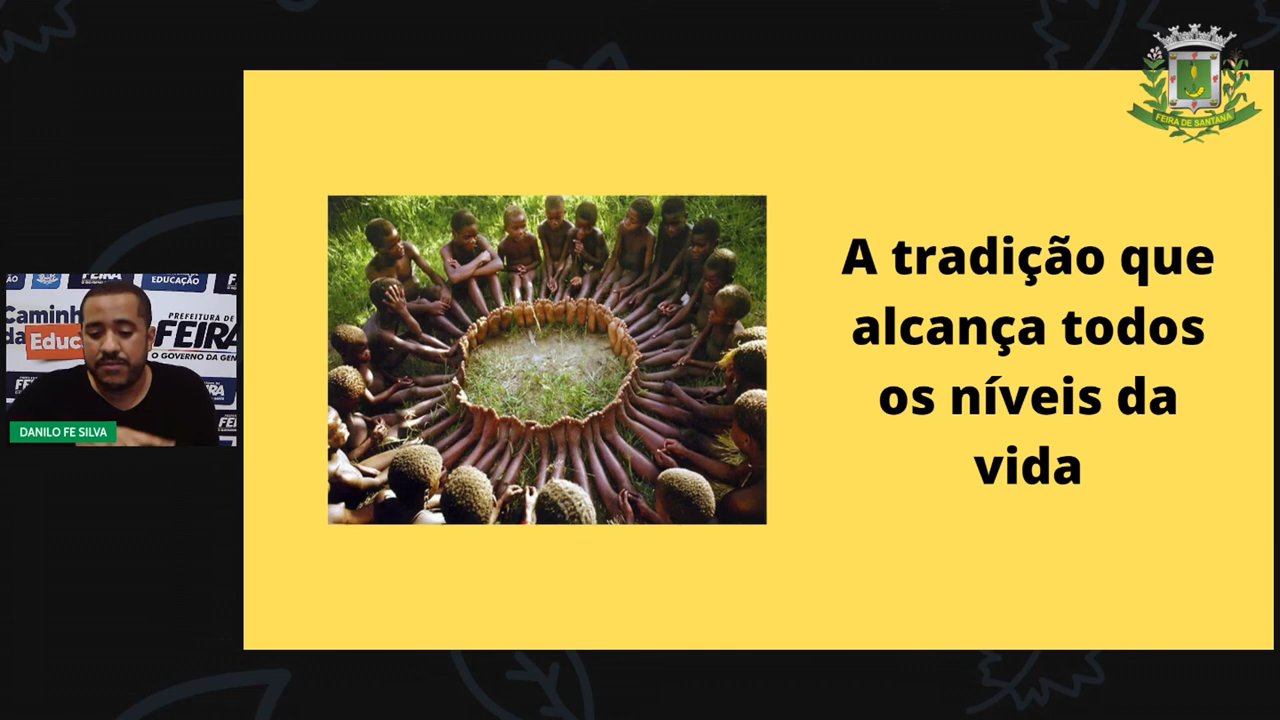 FEIRA DE SANTANA
A tradição que
alcança todos
os níveis da
vida
EDUCAÇÃO
Caminh
da Educ
PREFEITURA DE
FEIRA
O GOVERNO DA GEN
DANILO FE SILVA